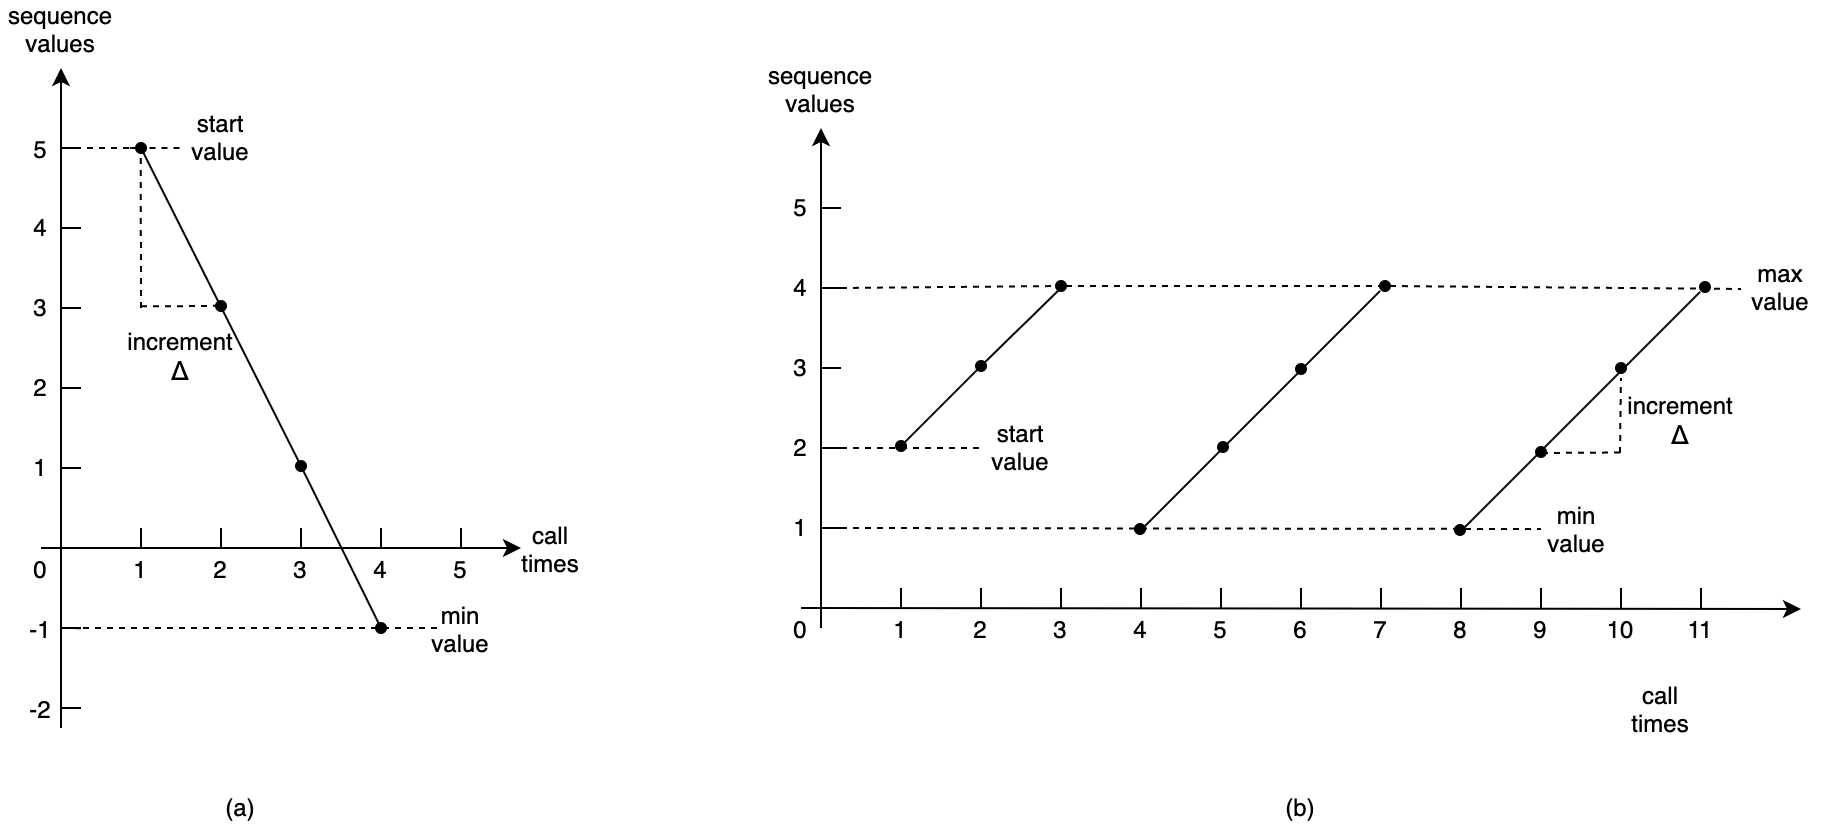 sequence
values
5
start
value
4
3
increment
Δ
2
1
call
times
0
1
2
3
4
5
-1
min
value
-2
(a)
sequence
values
5
4
max
value
3
increment
Δ
2
start
value
1
min
value
0
1
2
3
4
5
6
7
8
9
10
11
call
times
(b)